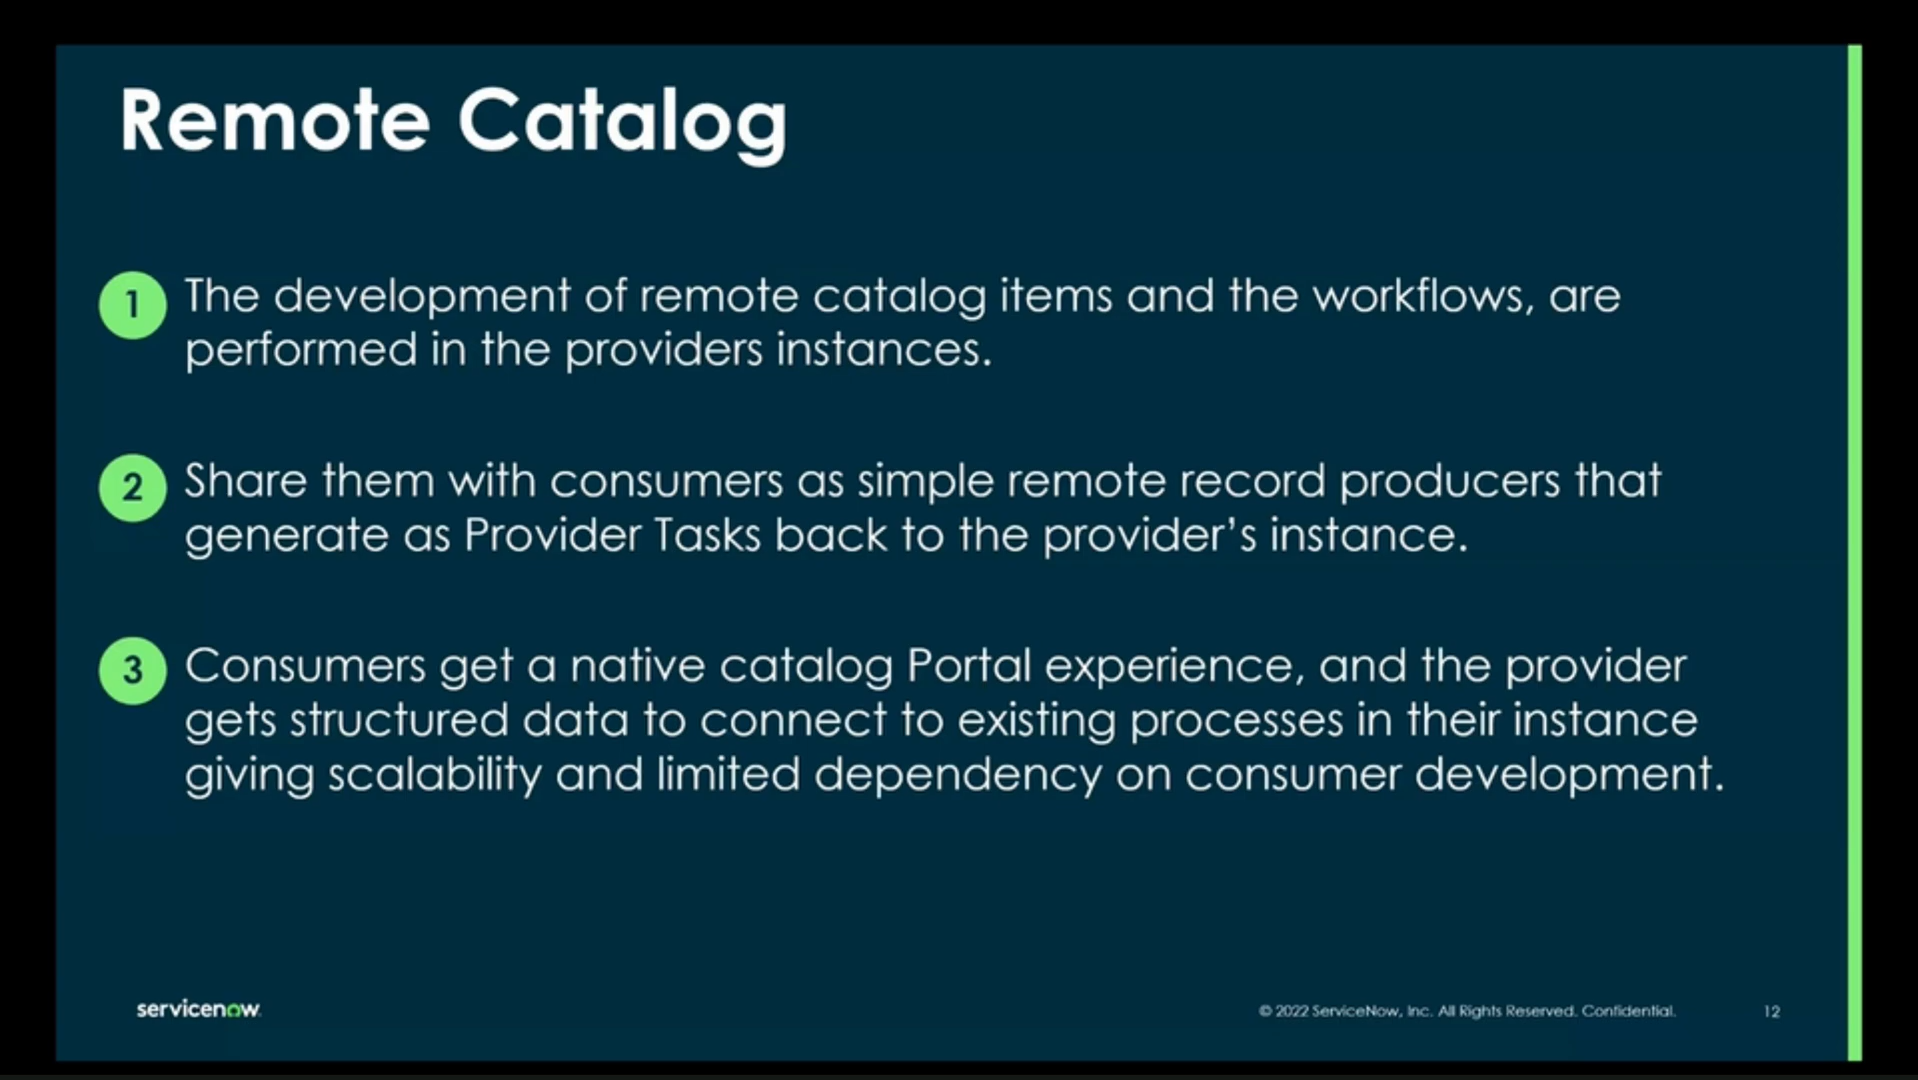 Remote Catalog
1 The development of remote catalog items and the workflows, are
performed in the providers instances.
2 Share them with consumers as simple remote record producers that
generate as Provider Tasks back to the provider’s instance.
3 Consumers get a native catalog Portal experience, and the provider
gets structured data to connect to existing processes in their instance
giving scalability and limited dependency on consumer development.
servicenow
© 2022 ServiceNow, Inc. All Rights Reserved. Confidential.
12